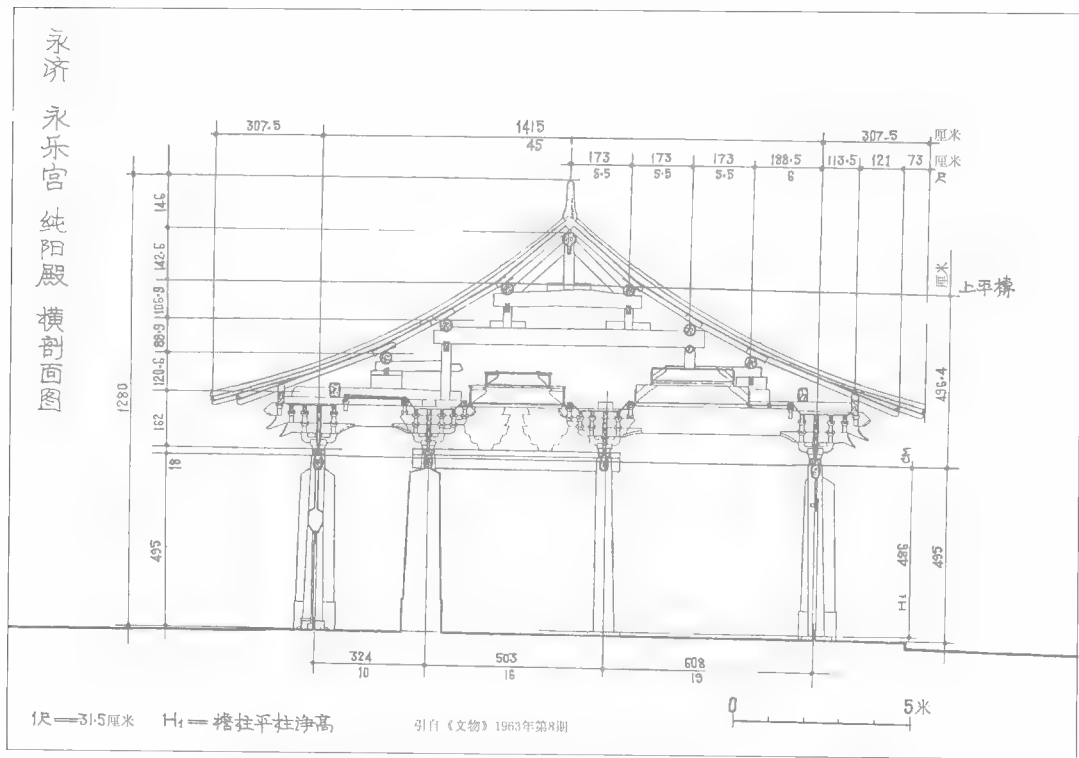 永济 永乐宫 纯阳殿 横剖面图
307.5 1415 307.5 厘米
45
173 173 173 188.5 113.5 121 73 厘米
5.5 5.5 5.5 6 尺
146
142.6
106.9
89.9
120.6
162
18
495
1280
厘米
上平槫
496.4
cm
486
H1
495
324 503 608
10 16 19
1尺=31.5厘米 H1=檐柱平柱净高
引自《文物》1963年第8期
0 5米